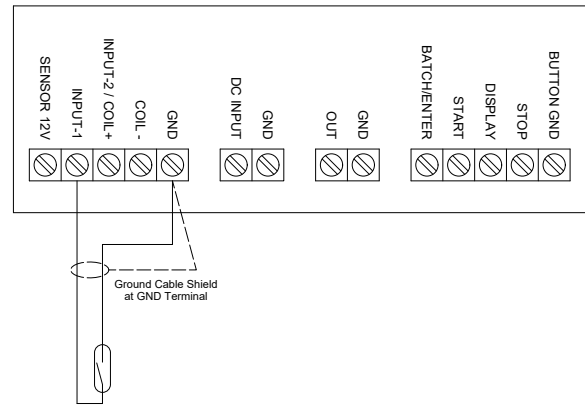 SENSOR 12V
INPUT-1
INPUT-2 / COIL+
COIL -
GND
DC INPUT
GND
OUT
GND
BATCH/ENTER
START
DISPLAY
STOP
BUTTON GND
Ground Cable Shield
at GND Terminal